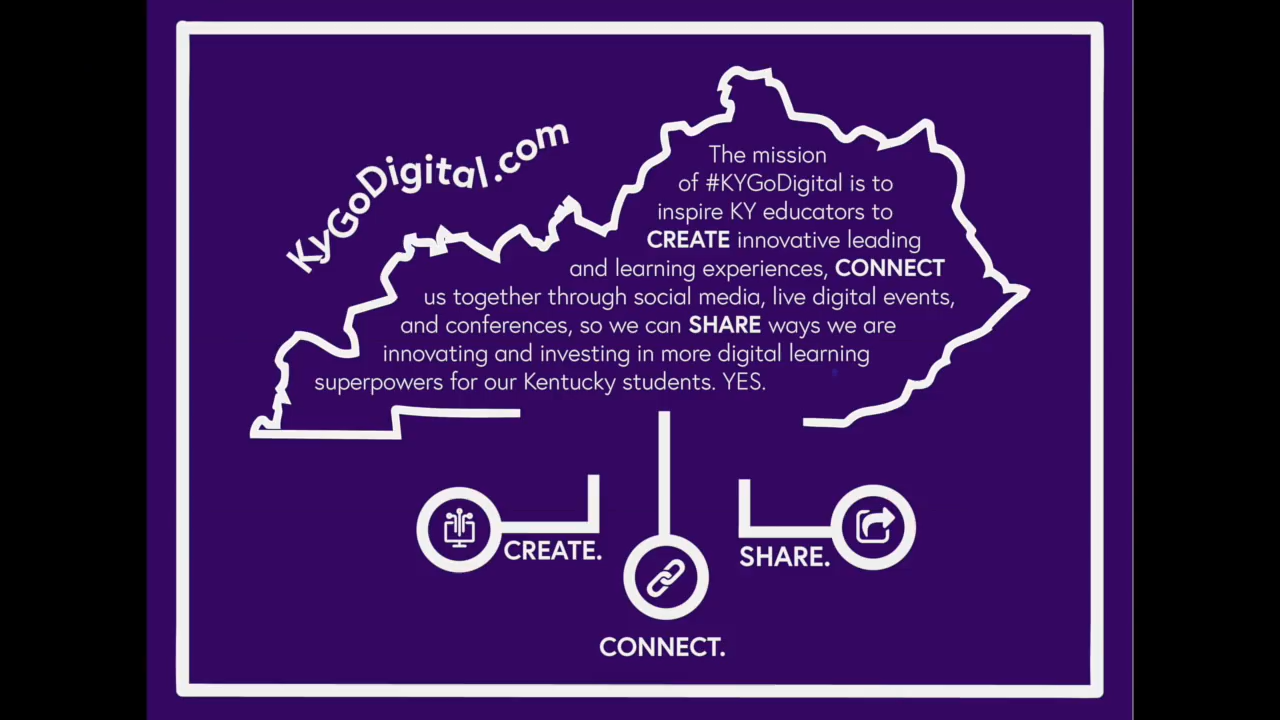 KyGoDigital.com
The mission
of #KYGoDigital is to
inspire KY educators to
CREATE innovative leading
and learning experiences, CONNECT
us together through social media, live digital events,
and conferences, so we can SHARE ways we are
innovating and investing in more digital learning
superpowers for our Kentucky students. YES.
CREATE.
SHARE.
CONNECT.